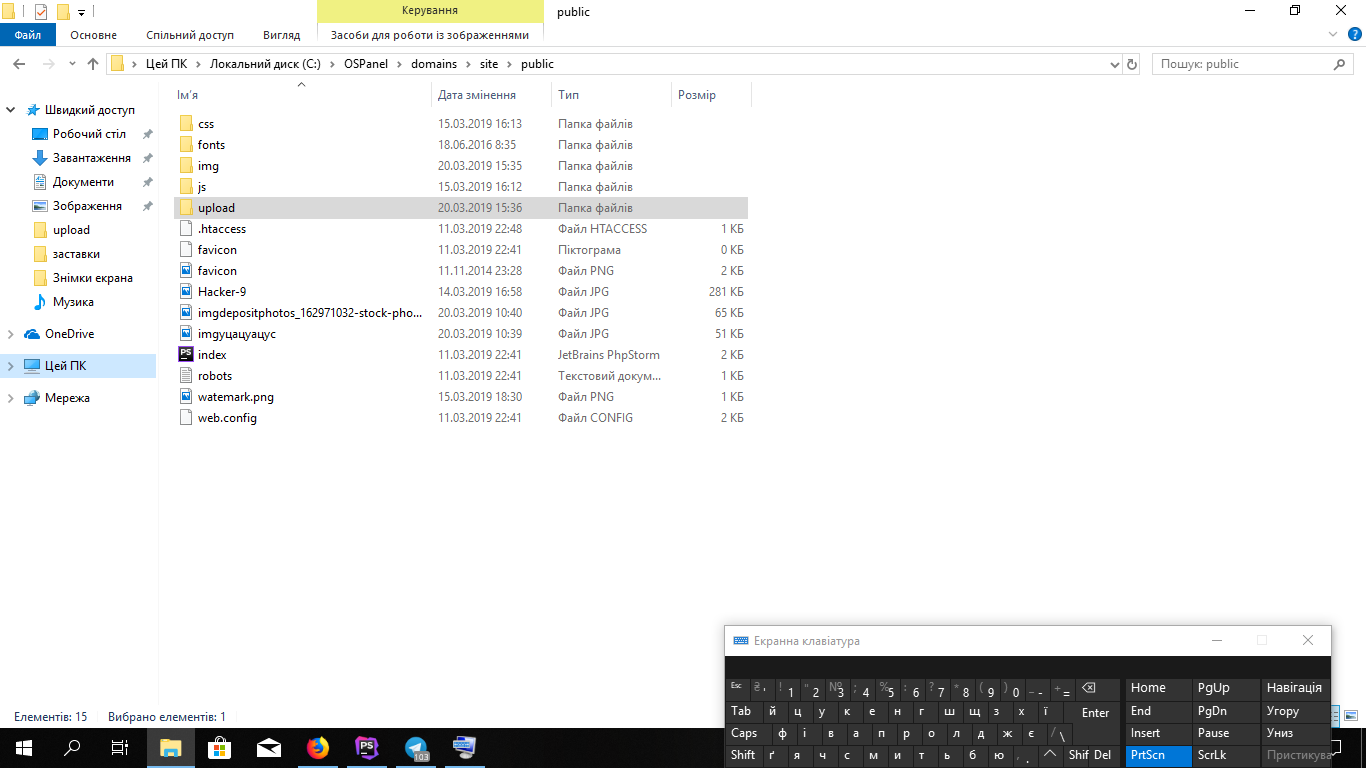 Керування
public
Файл Основне Спільний доступ Вигляд Засоби для роботи із зображеннями
Цей ПК Локальний диск (C:) OSPanel domains site public
Пошук: public
Ім'я Дата змінення Тип Розмір
Швидкий доступ
Робочий стіл
Завантаження
Документи
Зображення
upload
заставки
Знімки екрана
Музика
OneDrive
Цей ПК
Мережа
css 15.03.2019 16:13 Папка файлів
fonts 18.06.2016 8:35 Папка файлів
img 20.03.2019 15:35 Папка файлів
js 15.03.2019 16:12 Папка файлів
upload 20.03.2019 15:36 Папка файлів
.htaccess 11.03.2019 22:48 Файл HTACCESS 1 КБ
favicon 11.03.2019 22:41 Піктограма 0 КБ
favicon 11.11.2014 23:28 Файл PNG 2 КБ
Hacker-9 14.03.2019 16:58 Файл JPG 281 КБ
imgdepositphotos_162971032-stock-pho... 20.03.2019 10:40 Файл JPG 65 КБ
imgуцацуацус 20.03.2019 10:39 Файл JPG 51 КБ
index 11.03.2019 22:41 JetBrains PhpStorm 2 КБ
robots 11.03.2019 22:41 Текстовий докум... 1 КБ
watemark.png 15.03.2019 18:30 Файл PNG 1 КБ
web.config 11.03.2019 22:41 Файл CONFIG 2 КБ
Елементів: 15 Вибрано елементів: 1
Екранна клавіатура
Esc ₴ ' ! 1 " 2 № 3 ; 4 % 5 : 6 ? 7 * 8 ( 9 ) 0 _ - + = Home PgUp Навігація
Tab й ц у к е н г ш щ з х ї Enter End PgDn Угору
Caps ф і в а п р о л д ж є / \ Insert Pause Униз
Shift ґ я ч с м и т ь б ю , . Shif Del PrtScn ScrLk Пристикува
PS
103